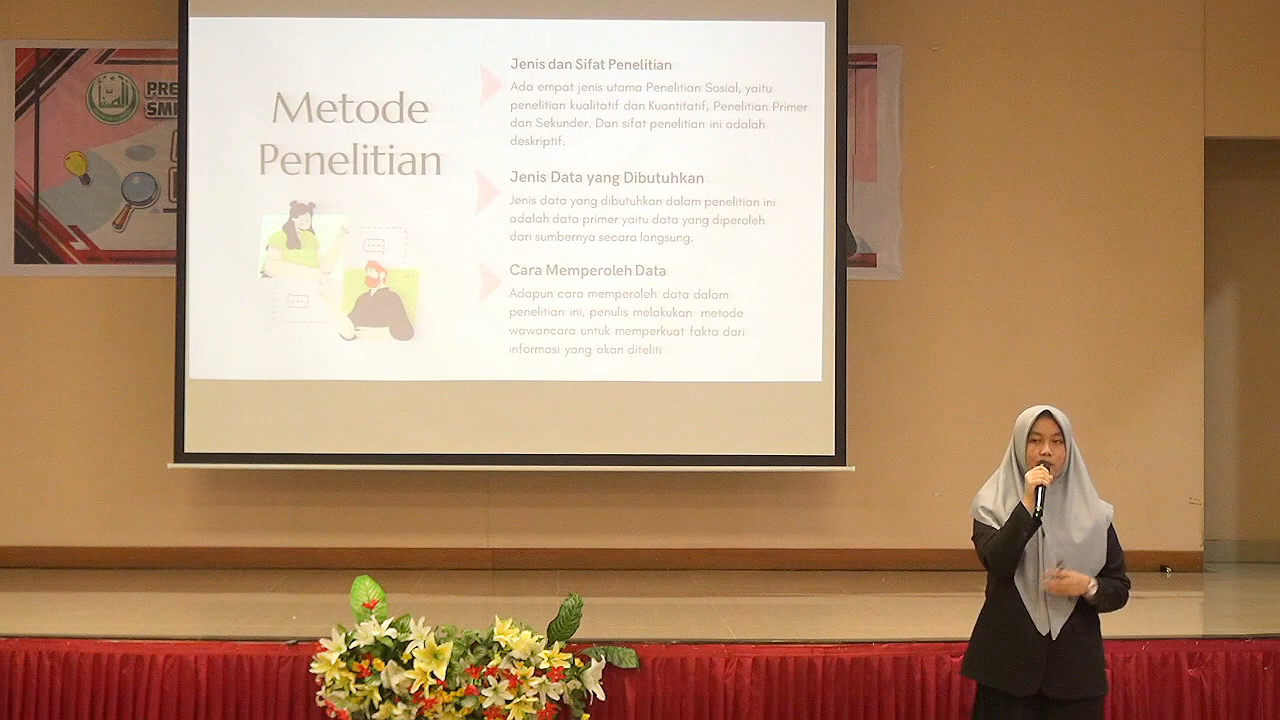 PRE
SMI
Metode
Penelitian
Jenis dan Sifat Penelitian
Ada empat jenis utama Penelitian Sosial, yaitu
penelitian kualitatif dan Kuantitatif, Penelitian Primer
dan Sekunder. Dan sifat penelitian ini adalah
deskriptif.
Jenis Data yang Dibutuhkan
Jenis data yang dibutuhkan dalam penelitian ini
adalah data primer yaitu data yang diperoleh
dari sumbernya secara langsung.
Cara Memperoleh Data
Adapun cara memperoleh data dalam
penelitian ini, penulis melakukan metode
wawancara untuk memperkuat fakta dari
informasi yang akan diteliti